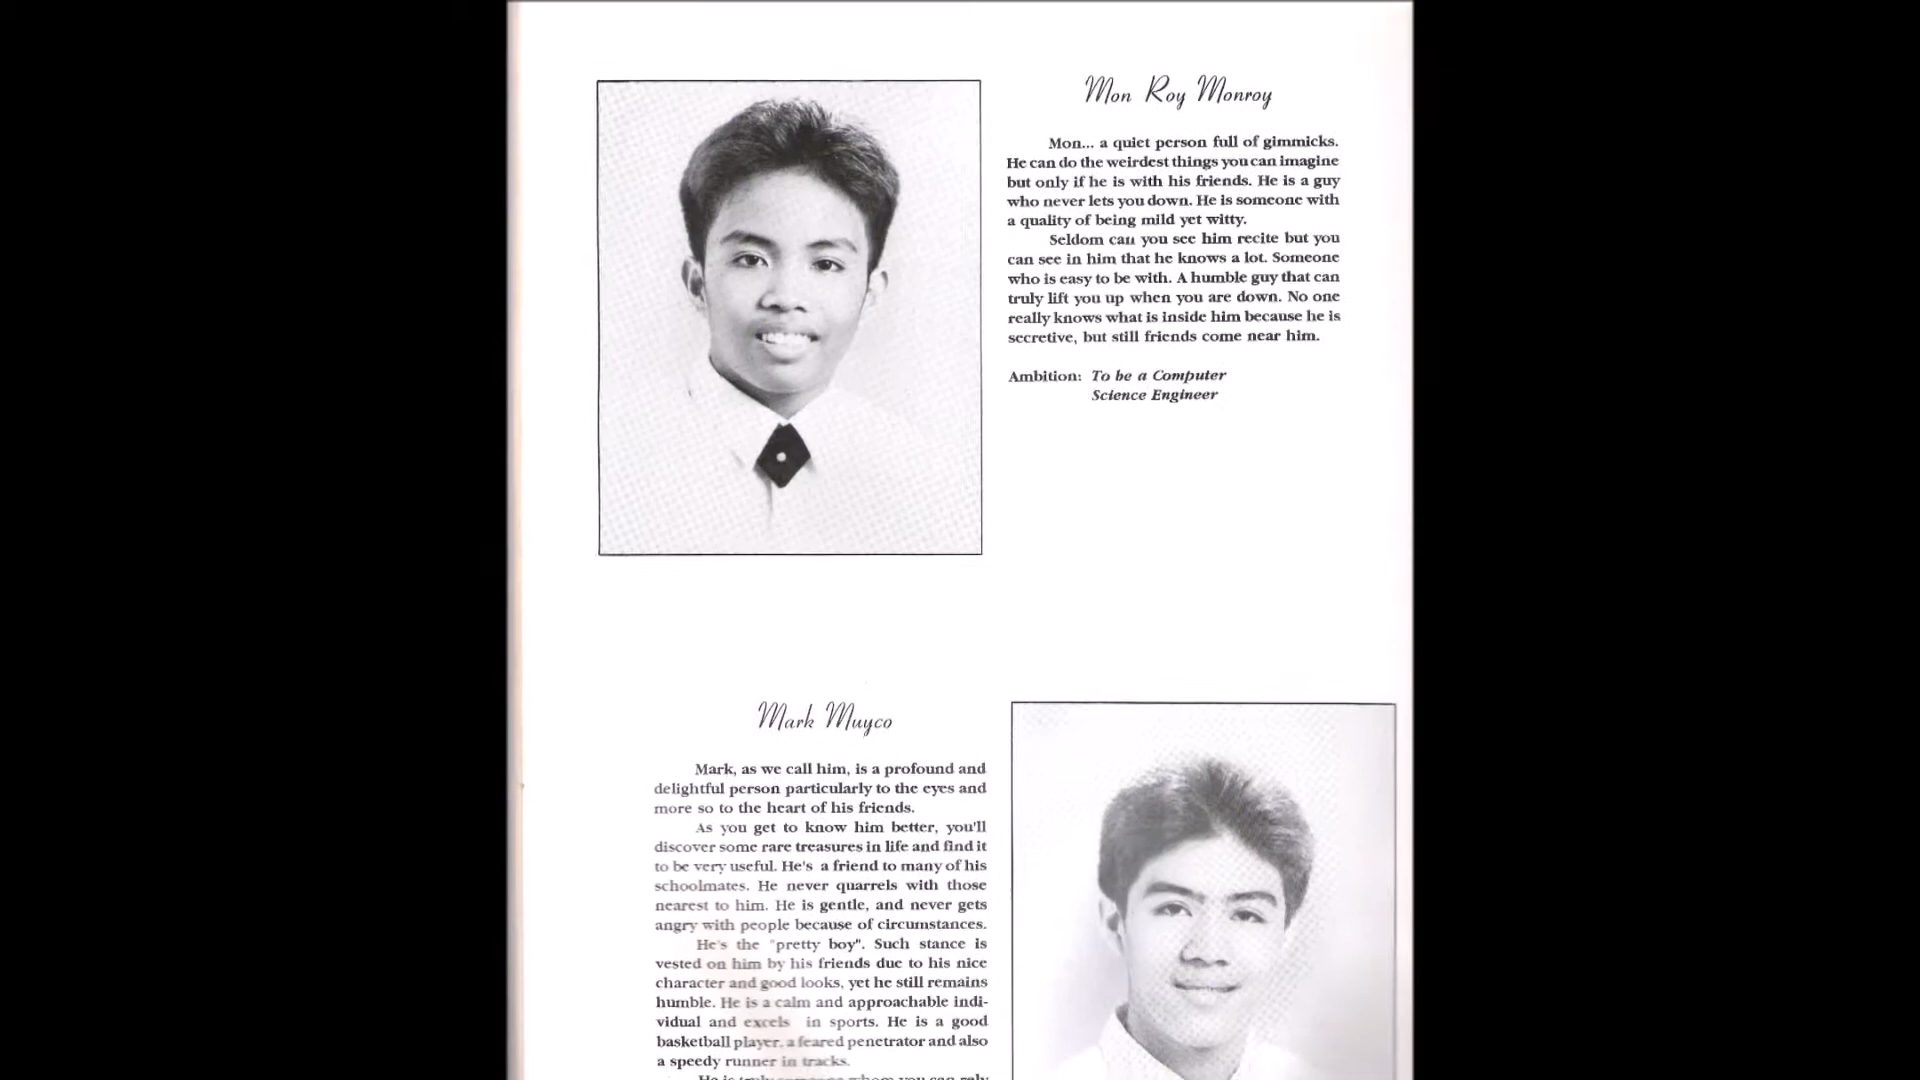 Mon Roy Monroy
Mon... a quiet person full of gimmicks.
He can do the weirdest things you can imagine
but only if he is with his friends. He is a guy
who never lets you down. He is someone with
a quality of being mild yet witty.
Seldom can you see him recite but you
can see in him that he knows a lot. Someone
who is easy to be with. A humble guy that can
truly lift you up when you are down. No one
really knows what is inside him because he is
secretive, but still friends come near him.
Ambition: To be a Computer
Science Engineer
Mark Muyco
Mark, as we call him, is a profound and
delightful person particularly to the eyes and
more so to the heart of his friends.
As you get to know him better, you'll
discover some rare treasures in life and find it
to be very useful. He's a friend to many of his
schoolmates. He never quarrels with those
nearest to him. He is gentle, and never gets
angry with people because of circumstances.
He's the "pretty boy". Such stance is
vested on him by his friends due to his nice
character and good looks, yet he still remains
humble. He is a calm and approachable indi-
vidual and excels in sports. He is a good
basketball player, a feared penetrator and also
a speedy runner in tracks.
He is truly someone whom you can rely